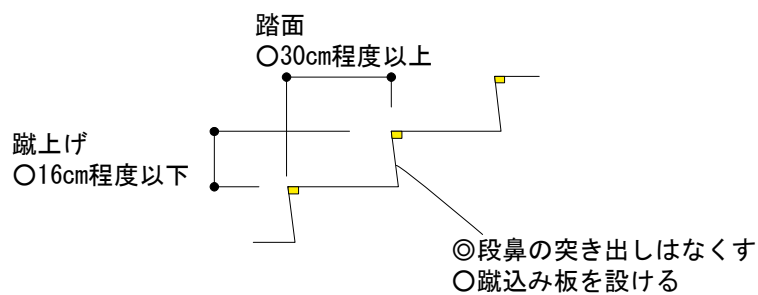 踏面
○30cm程度以上
蹴上げ
○16cm程度以下
◎段鼻の突き出しはなくす
○蹴込み板を設ける